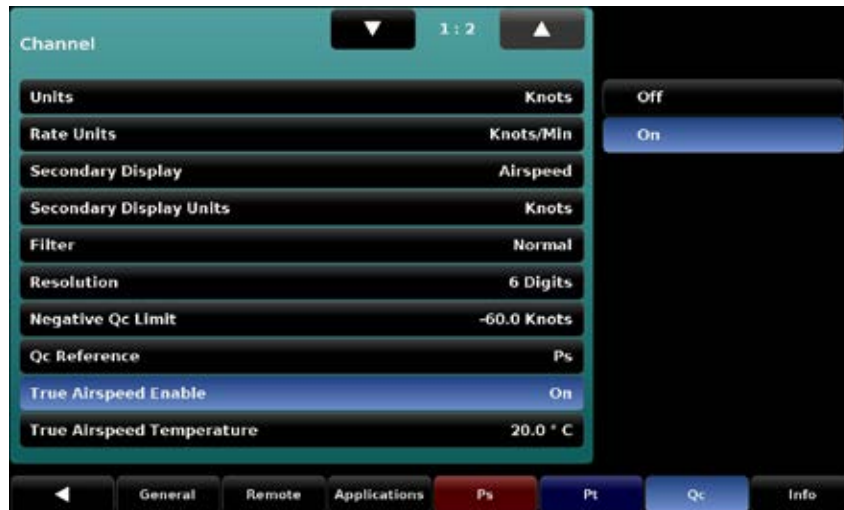 Channel
1:2
Units Knots
Rate Units Knots/Min
Secondary Display Airspeed
Secondary Display Units Knots
Filter Normal
Resolution 6 Digits
Negative Qc Limit -60.0 Knots
Qc Reference Ps
True Airspeed Enable On
True Airspeed Temperature 20.0 ° C
Off
On
General Remote Applications Ps Pt Qc Info